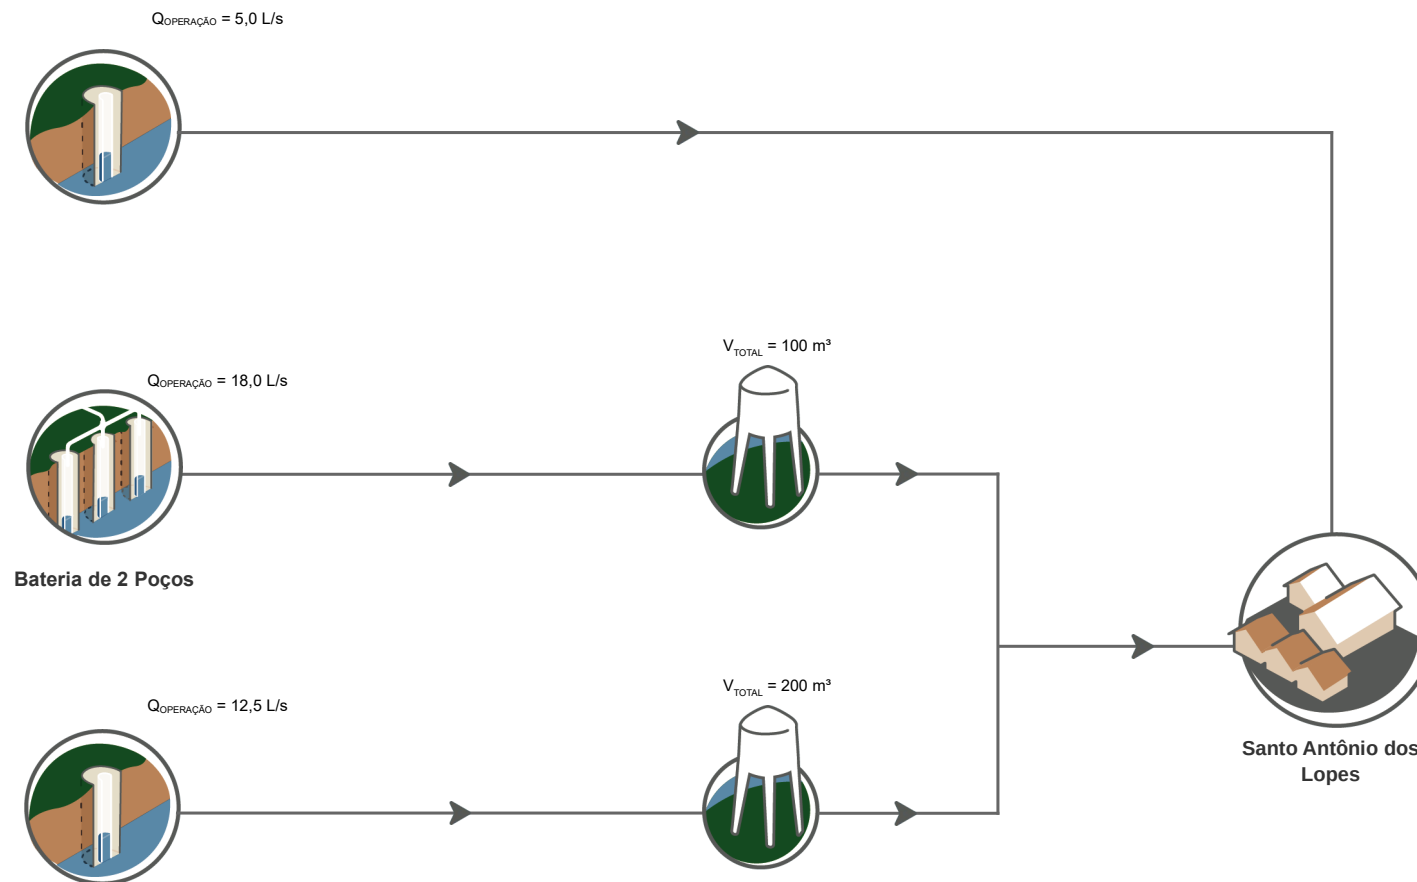 QOPERAÇÃO = 5,0 L/s
VTOTAL = 100 m³
QOPERAÇÃO = 18,0 L/s
Bateria de 2 Poços
VTOTAL = 200 m³
QOPERAÇÃO = 12,5 L/s
Santo Antônio dos
Lopes